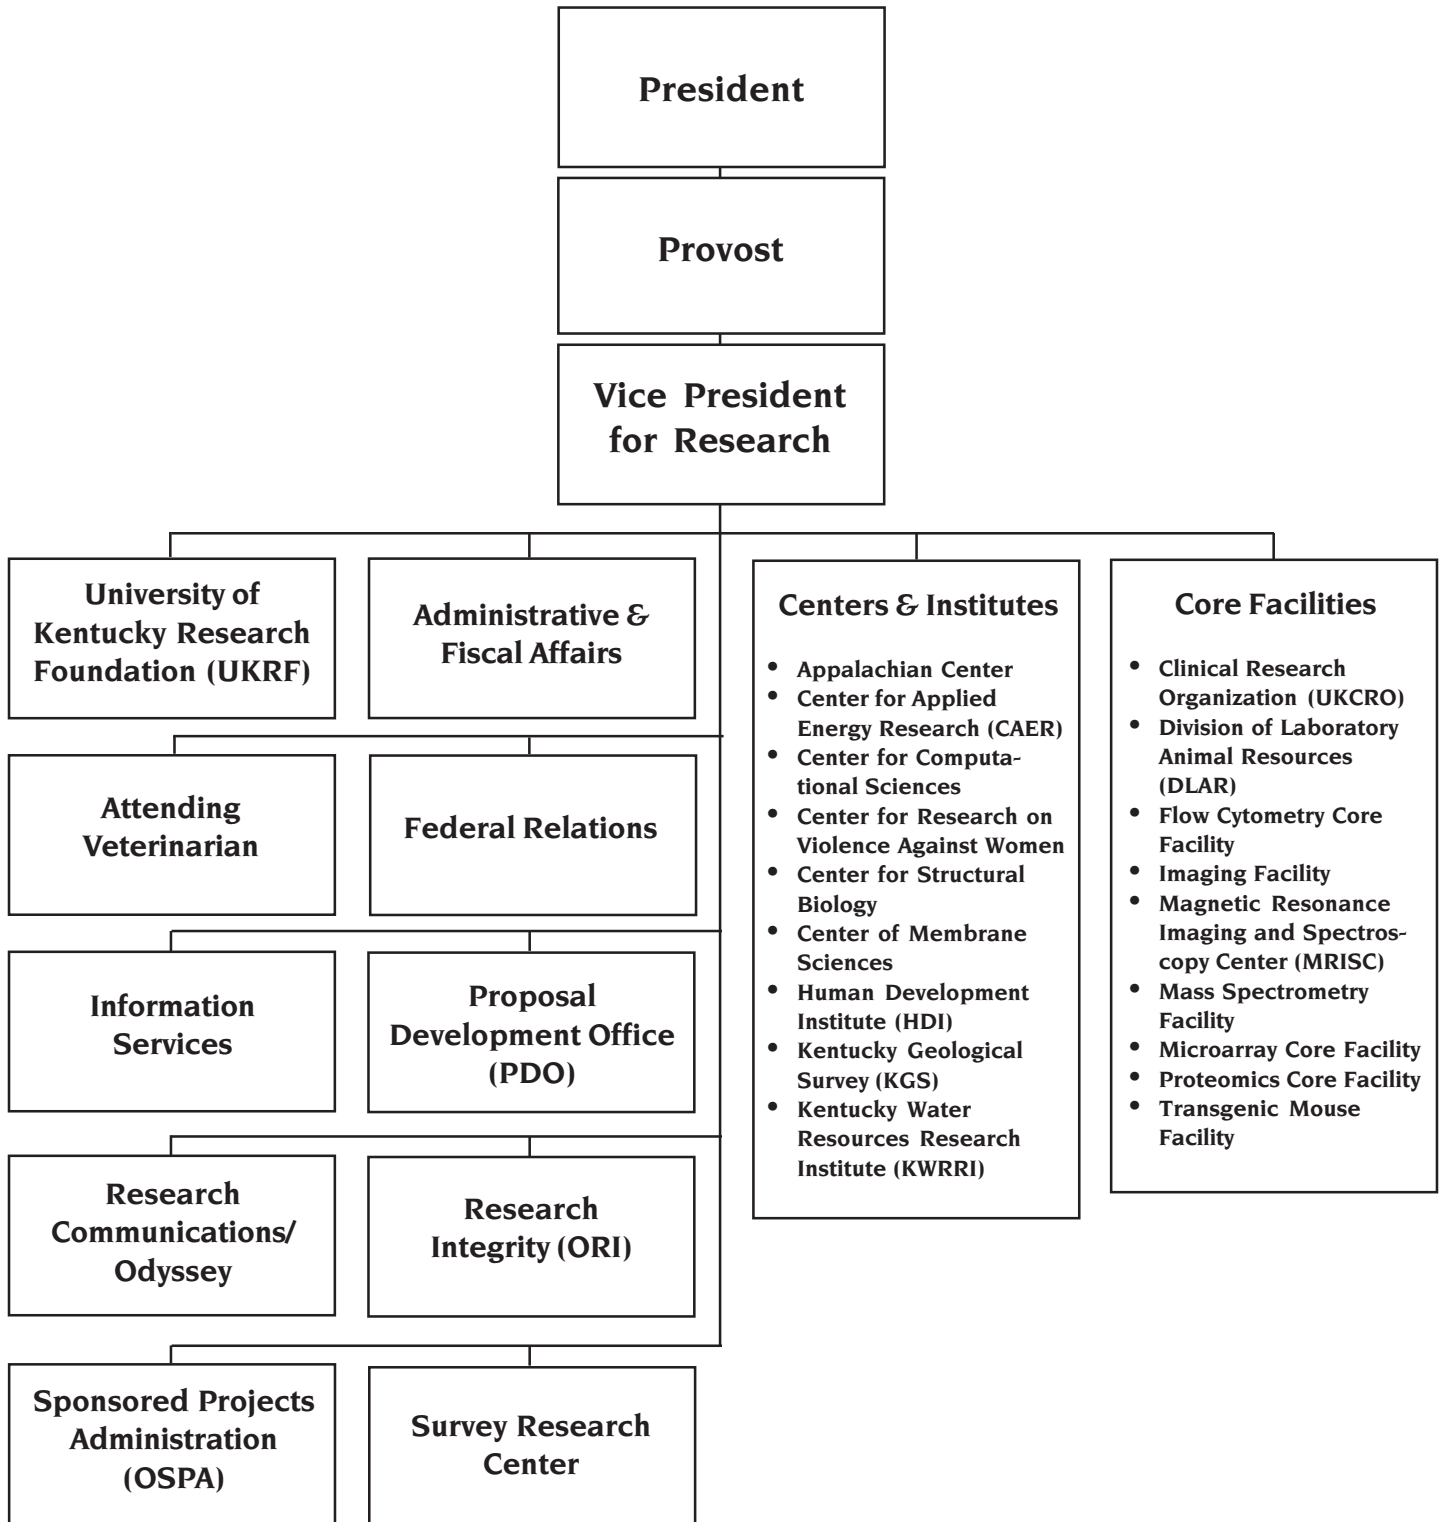 President
Provost
Vice President
for Research
University of
Kentucky Research
Foundation (UKRF)
Administrative &
Fiscal Affairs
Attending
Veterinarian
Federal Relations
Information
Services
Proposal
Development Office
(PDO)
Research
Communications/
Odyssey
Research
Integrity (ORI)
Sponsored Projects
Administration
(OSPA)
Survey Research
Center
Centers & Institutes
• Appalachian Center
• Center for Applied
Energy Research (CAER)
• Center for Computa-
tional Sciences
• Center for Research on
Violence Against Women
• Center for Structural
Biology
• Center of Membrane
Sciences
• Human Development
Institute (HDI)
• Kentucky Geological
Survey (KGS)
• Kentucky Water
Resources Research
Institute (KWRRI)
Core Facilities
• Clinical Research
Organization (UKCRO)
• Division of Laboratory
Animal Resources
(DLAR)
• Flow Cytometry Core
Facility
• Imaging Facility
• Magnetic Resonance
Imaging and Spectros-
copy Center (MRISC)
• Mass Spectrometry
Facility
• Microarray Core Facility
• Proteomics Core Facility
• Transgenic Mouse
Facility